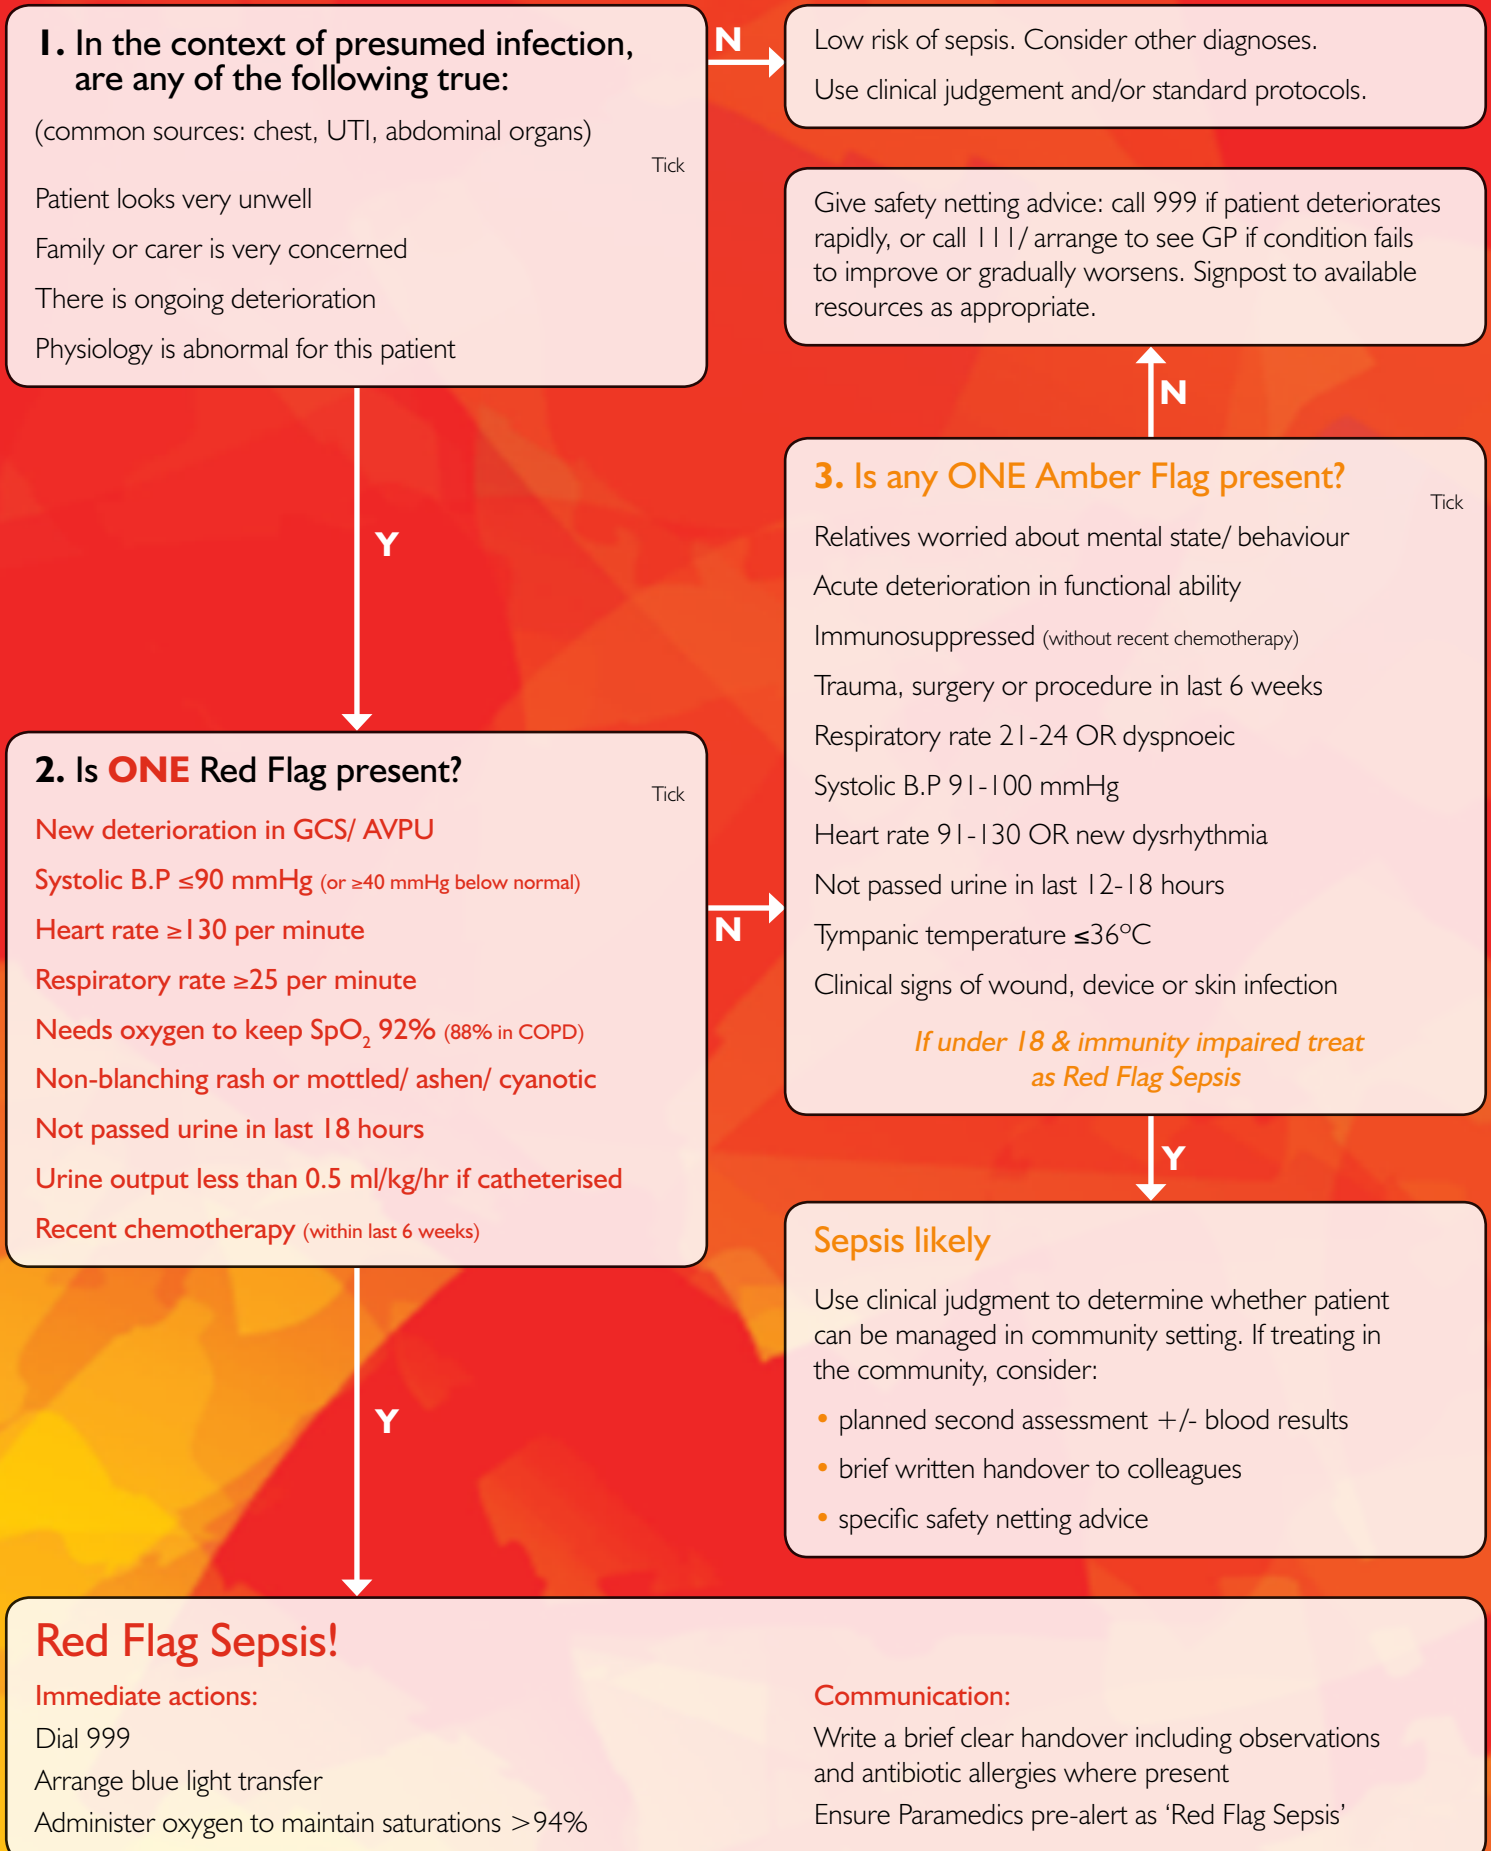 1. In the context of presumed infection,
are any of the following true:
(common sources: chest, UTI, abdominal organs)
Tick
Patient looks very unwell
Family or carer is very concerned
There is ongoing deterioration
Physiology is abnormal for this patient
N
Low risk of sepsis. Consider other diagnoses.
Use clinical judgement and/or standard protocols.
Give safety netting advice: call 999 if patient deteriorates
rapidly, or call 111/ arrange to see GP if condition fails
to improve or gradually worsens. Signpost to available
resources as appropriate.
N
Y
2. Is ONE Red Flag present?
Tick
New deterioration in GCS/ AVPU
Systolic B.P ≤90 mmHg (or ≥40 mmHg below normal)
Heart rate ≥130 per minute
Respiratory rate ≥25 per minute
Needs oxygen to keep SpO₂ 92% (88% in COPD)
Non-blanching rash or mottled/ ashen/ cyanotic
Not passed urine in last 18 hours
Urine output less than 0.5 ml/kg/hr if catheterised
Recent chemotherapy (within last 6 weeks)
N
3. Is any ONE Amber Flag present?
Tick
Relatives worried about mental state/ behaviour
Acute deterioration in functional ability
Immunosuppressed (without recent chemotherapy)
Trauma, surgery or procedure in last 6 weeks
Respiratory rate 21-24 OR dyspnoeic
Systolic B.P 91-100 mmHg
Heart rate 91-130 OR new dysrhythmia
Not passed urine in last 12-18 hours
Tympanic temperature ≤36ºC
Clinical signs of wound, device or skin infection
If under 18 & immunity impaired treat
as Red Flag Sepsis
Y
Sepsis likely
Use clinical judgment to determine whether patient
can be managed in community setting. If treating in
the community, consider:
• planned second assessment +/- blood results
• brief written handover to colleagues
• specific safety netting advice
Y
Red Flag Sepsis!
Immediate actions:
Dial 999
Arrange blue light transfer
Administer oxygen to maintain saturations >94%
Communication:
Write a brief clear handover including observations
and antibiotic allergies where present
Ensure Paramedics pre-alert as ‘Red Flag Sepsis’